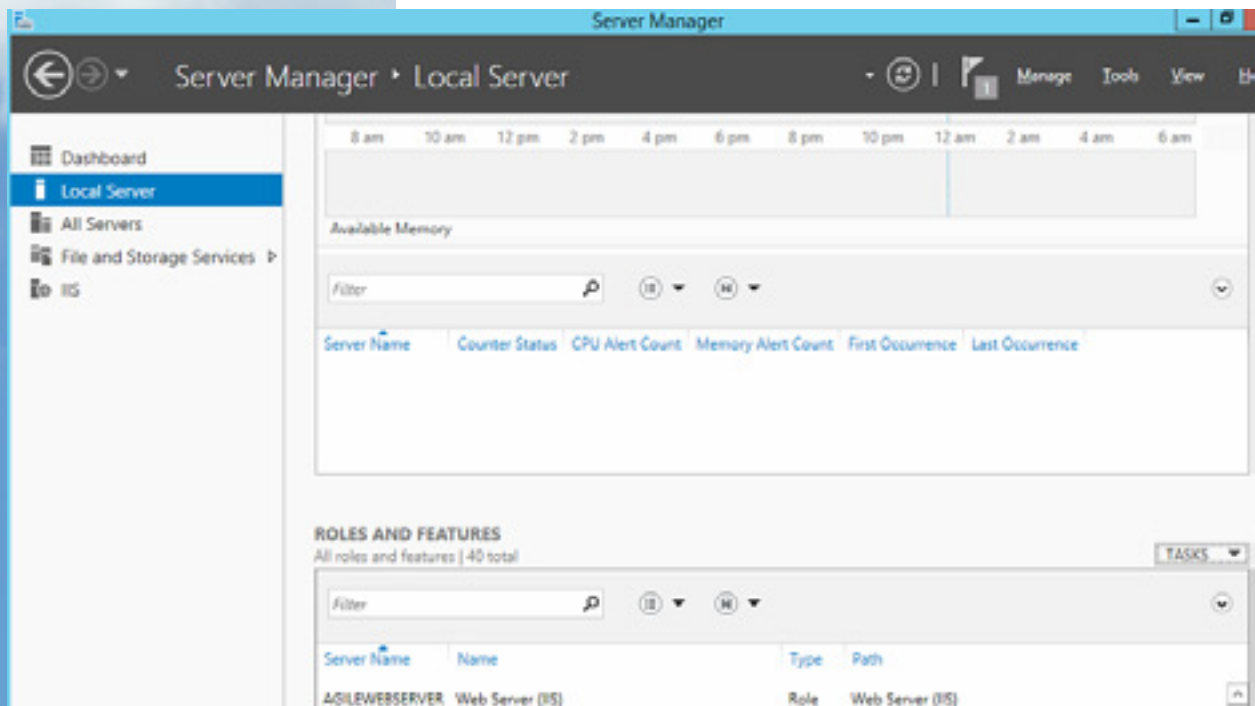 Server Manager
Server Manager • Local Server
1 Manage Tools View
Dashboard
Local Server
All Servers
File and Storage Services
IIS
8 am 10 am 12 pm 2 pm 4 pm 6 pm 8 pm 10 pm 12 am 2 am 4 am 6 am
Available Memory
Filter
Server Name Counter Status CPU Alert Count Memory Alert Count First Occurrence Last Occurrence
ROLES AND FEATURES
All roles and features | 40 total
TASKS
Filter
Server Name Name Type Path
AGILEWEBSERVER Web Server (IIS) Role Web Server (IIS)